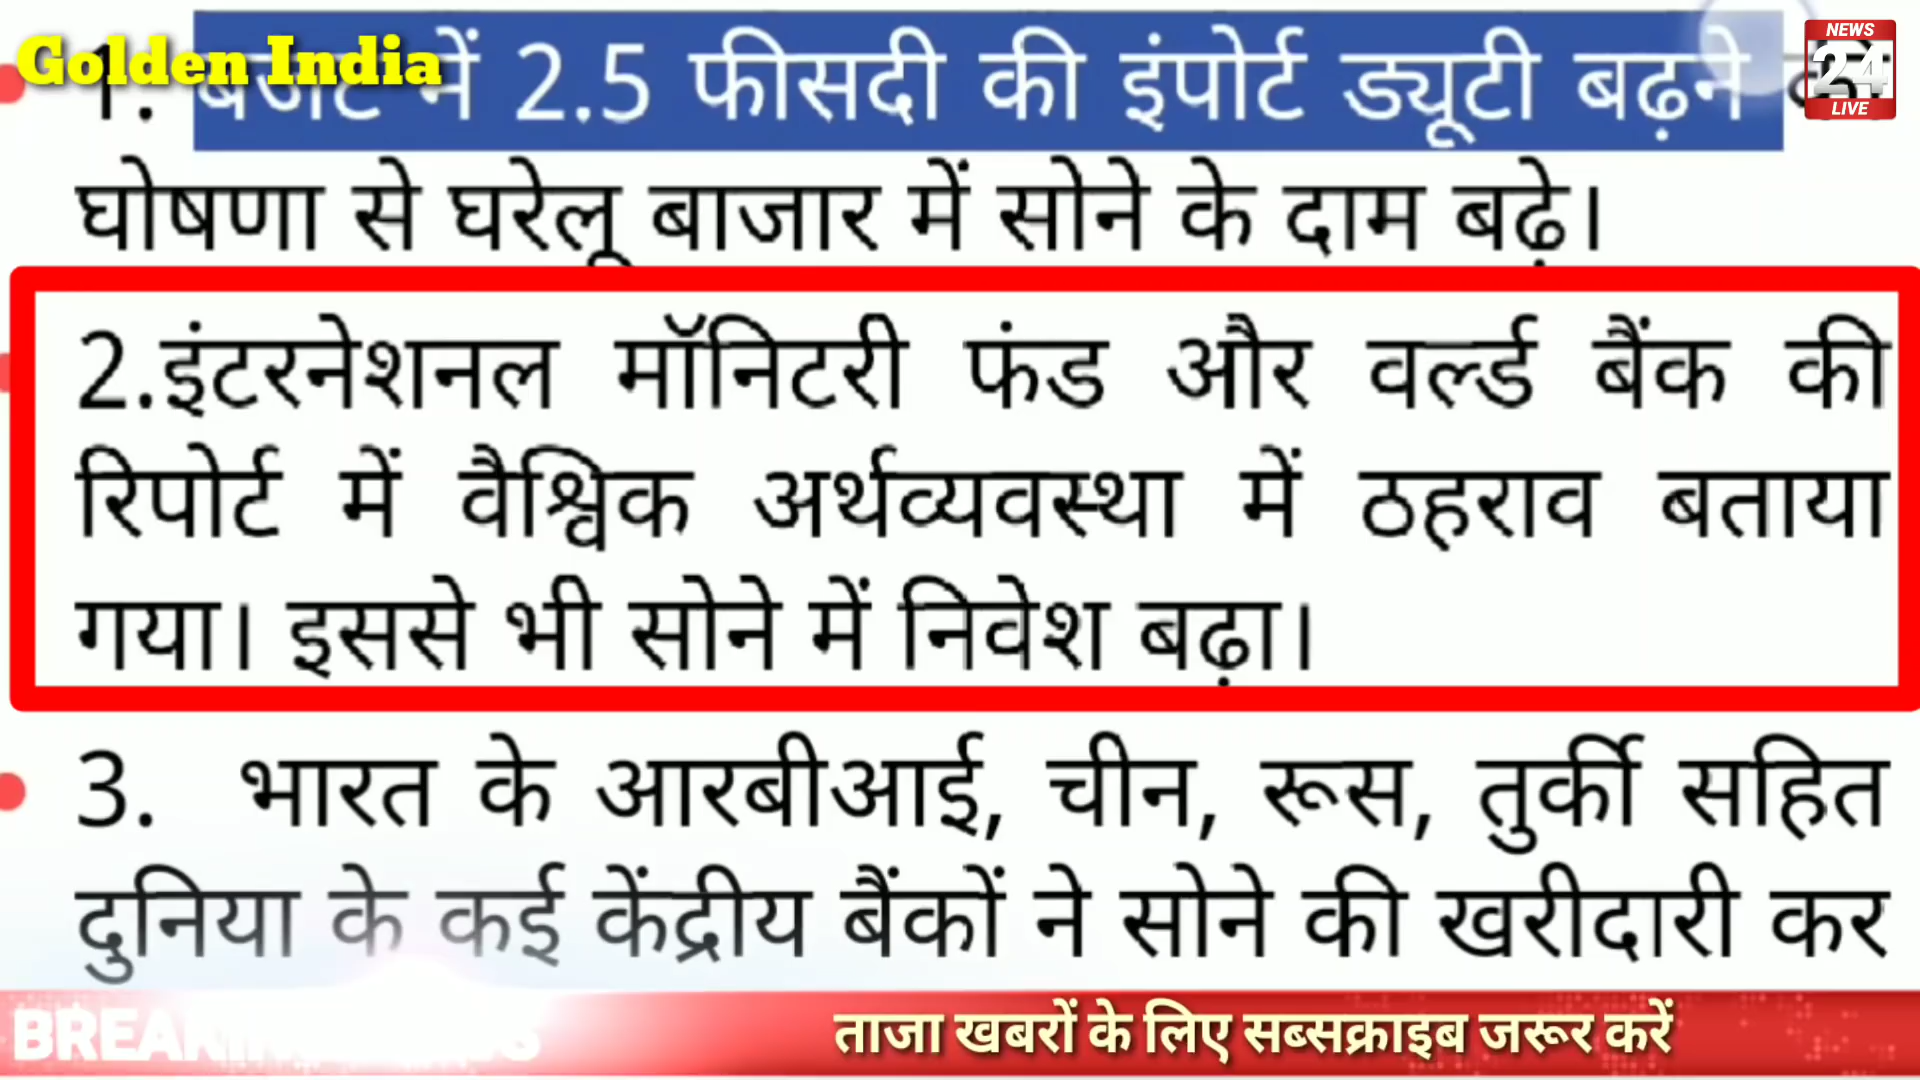 Golden India
1. बजट में 2.5 फीसदी की इंपोर्ट ड्यूटी बढ़ने
NEWS
24
LIVE
घोषणा से घरेलू बाजार में सोने के दाम बढ़े।
2.इंटरनेशनल मॉनिटरी फंड और वर्ल्ड बैंक की
रिपोर्ट में वैश्विक अर्थव्यवस्था में ठहराव बताया
गया। इससे भी सोने में निवेश बढ़ा।
3. भारत के आरबीआई, चीन, रूस, तुर्की सहित
दुनिया के कई केंद्रीय बैंकों ने सोने की खरीदारी कर
ताजा खबरों के लिए सब्सक्राइब जरूर करें